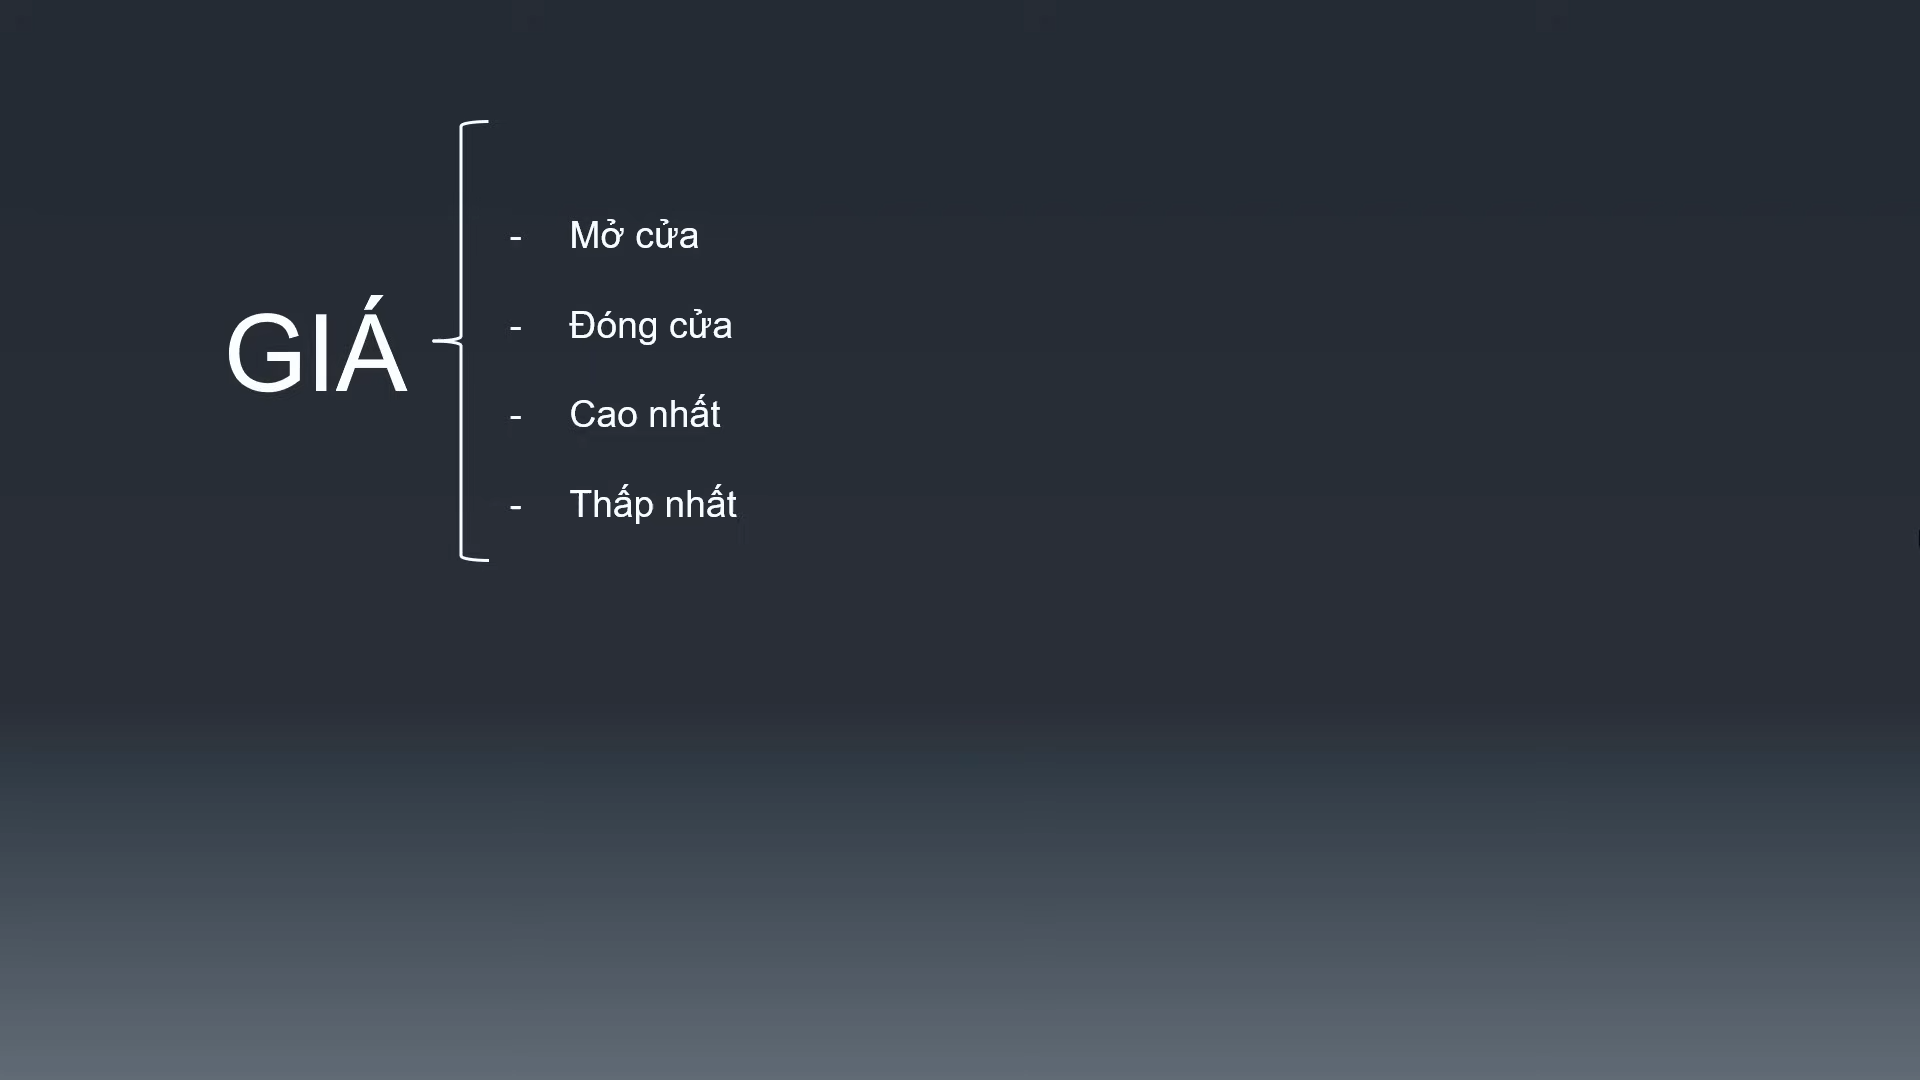 GIÁ
- Mở cửa
- Đóng cửa
- Cao nhất
- Thấp nhất